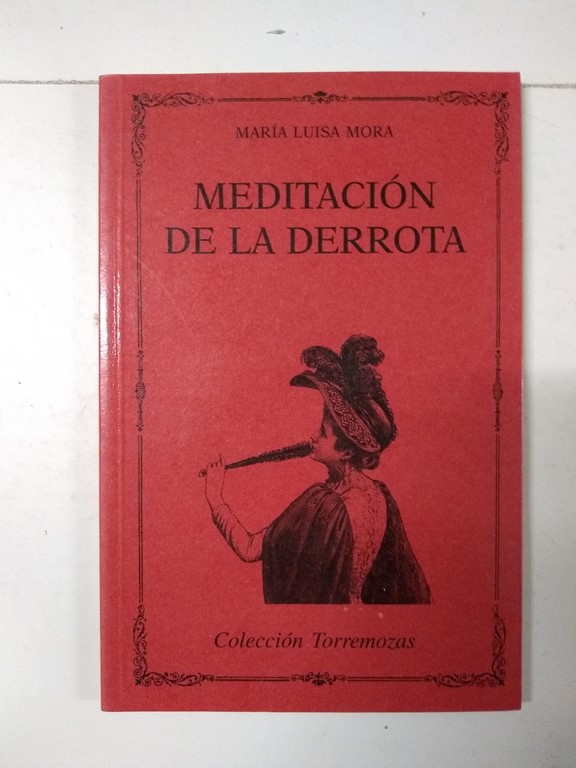 MARÍA LUISA MORA
MEDITACIÓN
DE LA DERROTA
Colección Torremozas